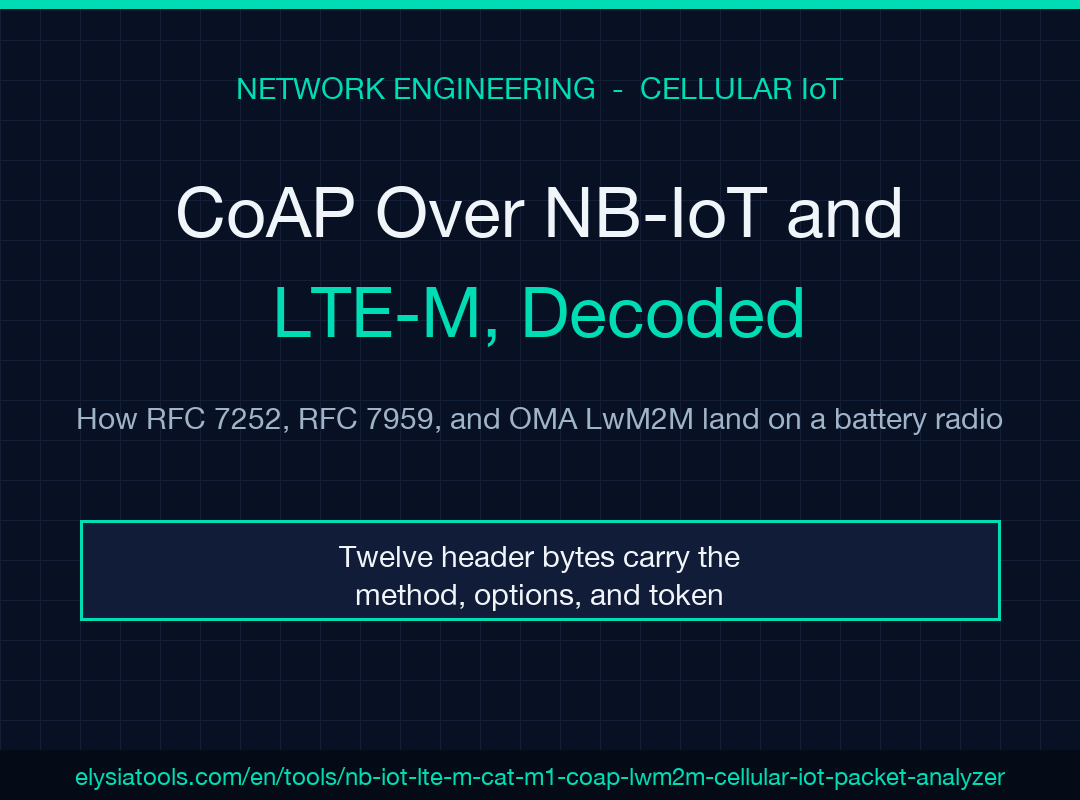 NETWORK ENGINEERING - CELLULAR IoT
CoAP Over NB-IoT and
LTE-M, Decoded
How RFC 7252, RFC 7959, and OMA LwM2M land on a battery radio
Twelve header bytes carry the
method, options, and token
elysiatools.com/en/tools/nb-iot-lte-m-cat-m1-coap-lwm2m-cellular-iot-packet-analyzer